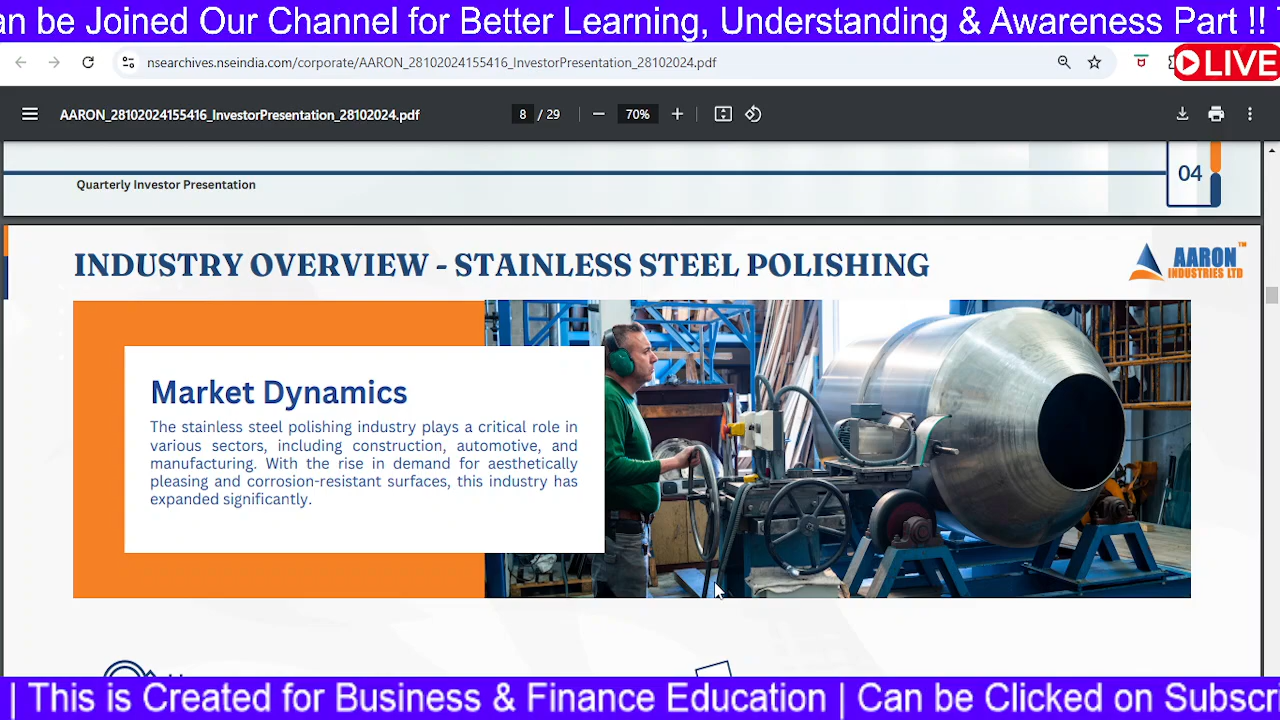 an be Joined Our Channel for Better Learning, Understanding & Awareness Part !!
nsearchives.nseindia.com/corporate/AARON_28102024155416_InvestorPresentation_28102024.pdf
LIVE
AARON_28102024155416_InvestorPresentation_28102024.pdf
8 / 29
70%
Quarterly Investor Presentation
04
INDUSTRY OVERVIEW - STAINLESS STEEL POLISHING
AARON™
INDUSTRIES LTD
Market Dynamics
The stainless steel polishing industry plays a critical role in
various sectors, including construction, automotive, and
manufacturing. With the rise in demand for aesthetically
pleasing and corrosion-resistant surfaces, this industry has
expanded significantly.
| This is Created for Business & Finance Education | Can be Clicked on Subscri